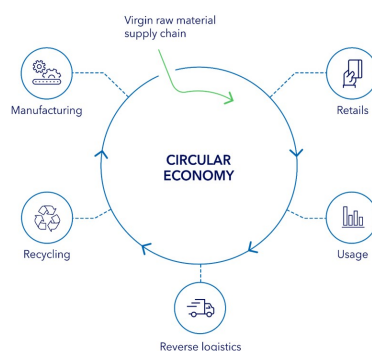 Virgin raw material
supply chain
Manufacturing
Retails
CIRCULAR
ECONOMY
Recycling
Usage
Reverse logistics